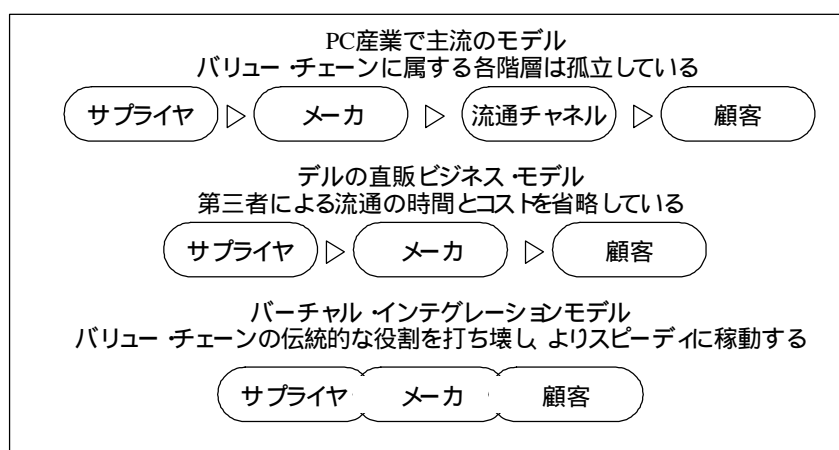 PC産業で主流のモデル
バリュー・チェーンに属する各階層は孤立している
サプライヤ ▷ メーカ ▷ 流通チャネル ▷ 顧客
デルの直販ビジネス・モデル
第三者による流通の時間とコストを省略している
サプライヤ ▷ メーカ ▷ 顧客
バーチャル・インテグレーションモデル
バリュー・チェーンの伝統的な役割を打ち壊し、よりスピーディに稼動する
サプライヤ メーカ 顧客